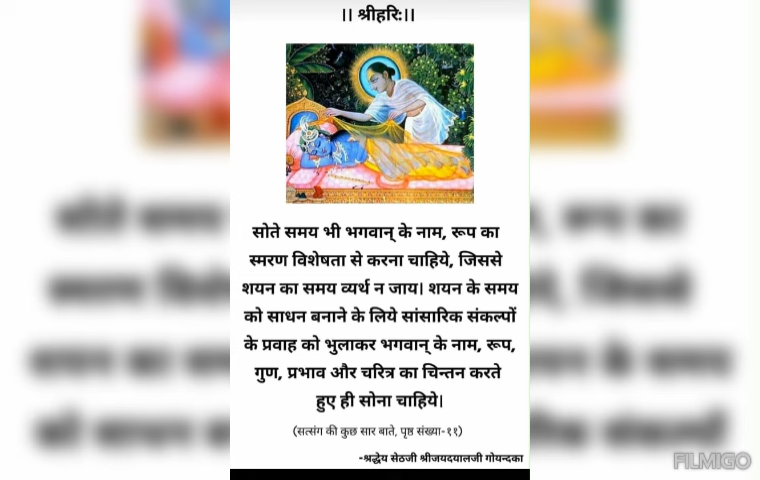 ।। श्रीहरि:।।
सोते समय भी भगवान् के नाम, रूप का
स्मरण विशेषता से करना चाहिये, जिससे
शयन का समय व्यर्थ न जाय। शयन के समय
को साधन बनाने के लिये सांसारिक संकल्पों
के प्रवाह को भुलाकर भगवान् के नाम, रूप,
गुण, प्रभाव और चरित्र का चिन्तन करते
हुए ही सोना चाहिये।
(सत्संग की कुछ सार बाते, पृष्ठ संख्या-११)
-श्रद्धेय सेठजी श्रीजयदयालजी गोयन्दका
FILMIGO